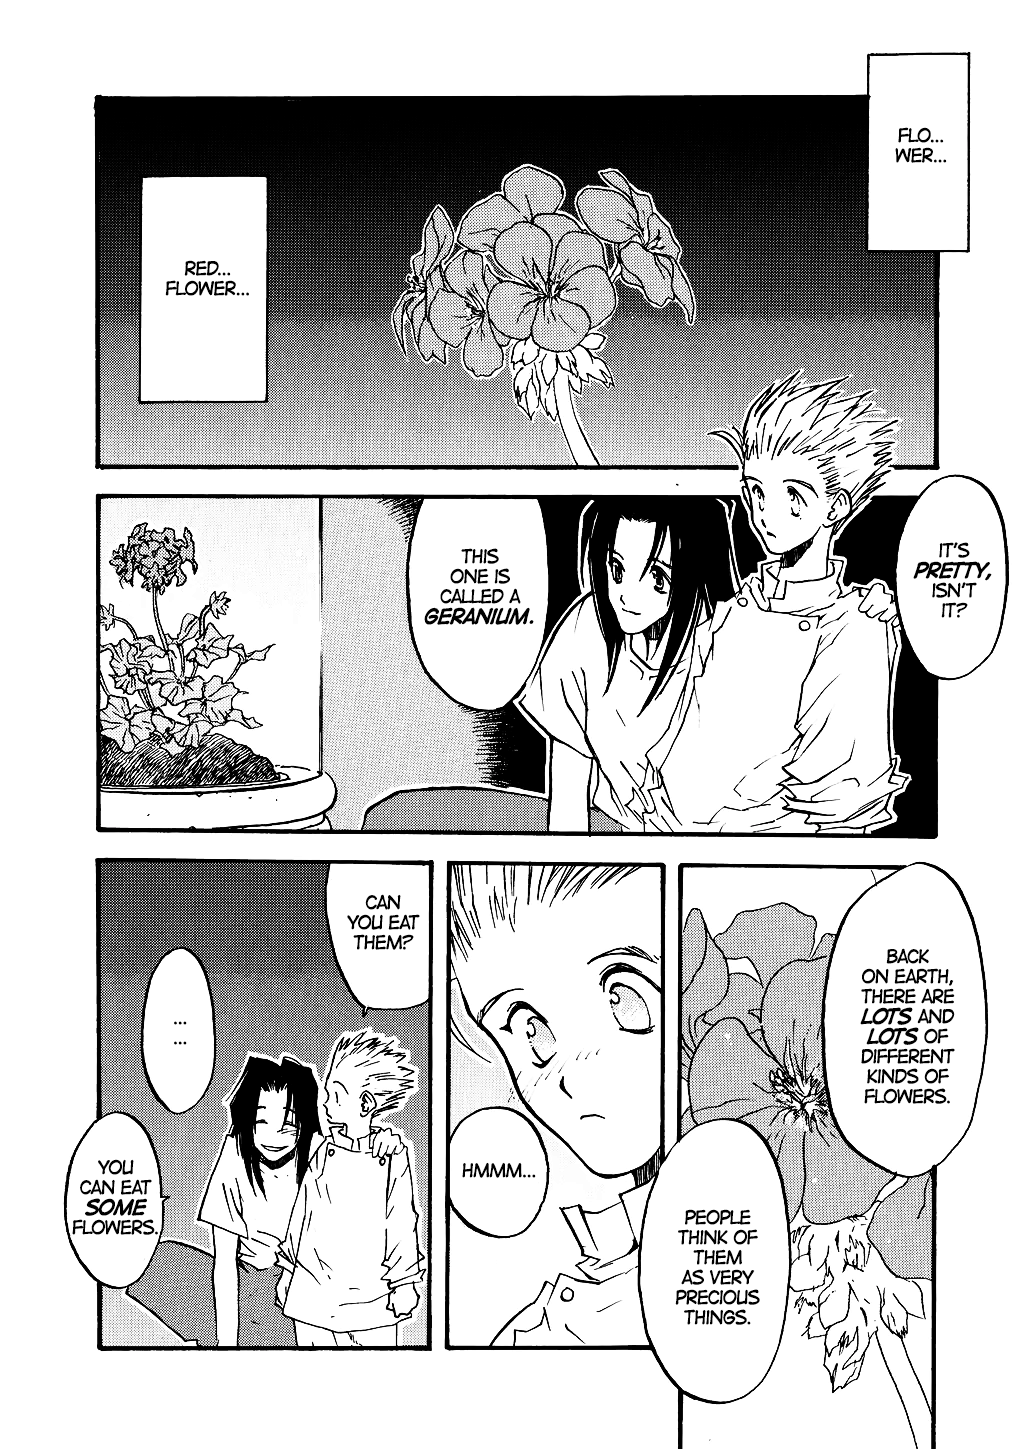 FLO...
WER...
RED...
FLOWER...
IT'S
PRETTY,
ISN'T
IT?
THIS
ONE IS
CALLED A
GERANIUM.
BACK
ON EARTH,
THERE ARE
LOTS AND
LOTS OF
DIFFERENT
KINDS OF
FLOWERS.
PEOPLE
THINK OF
THEM
AS VERY
PRECIOUS
THINGS.
HMMM...
CAN
YOU EAT
THEM?
...
...
YOU
CAN EAT
SOME
FLOWERS.